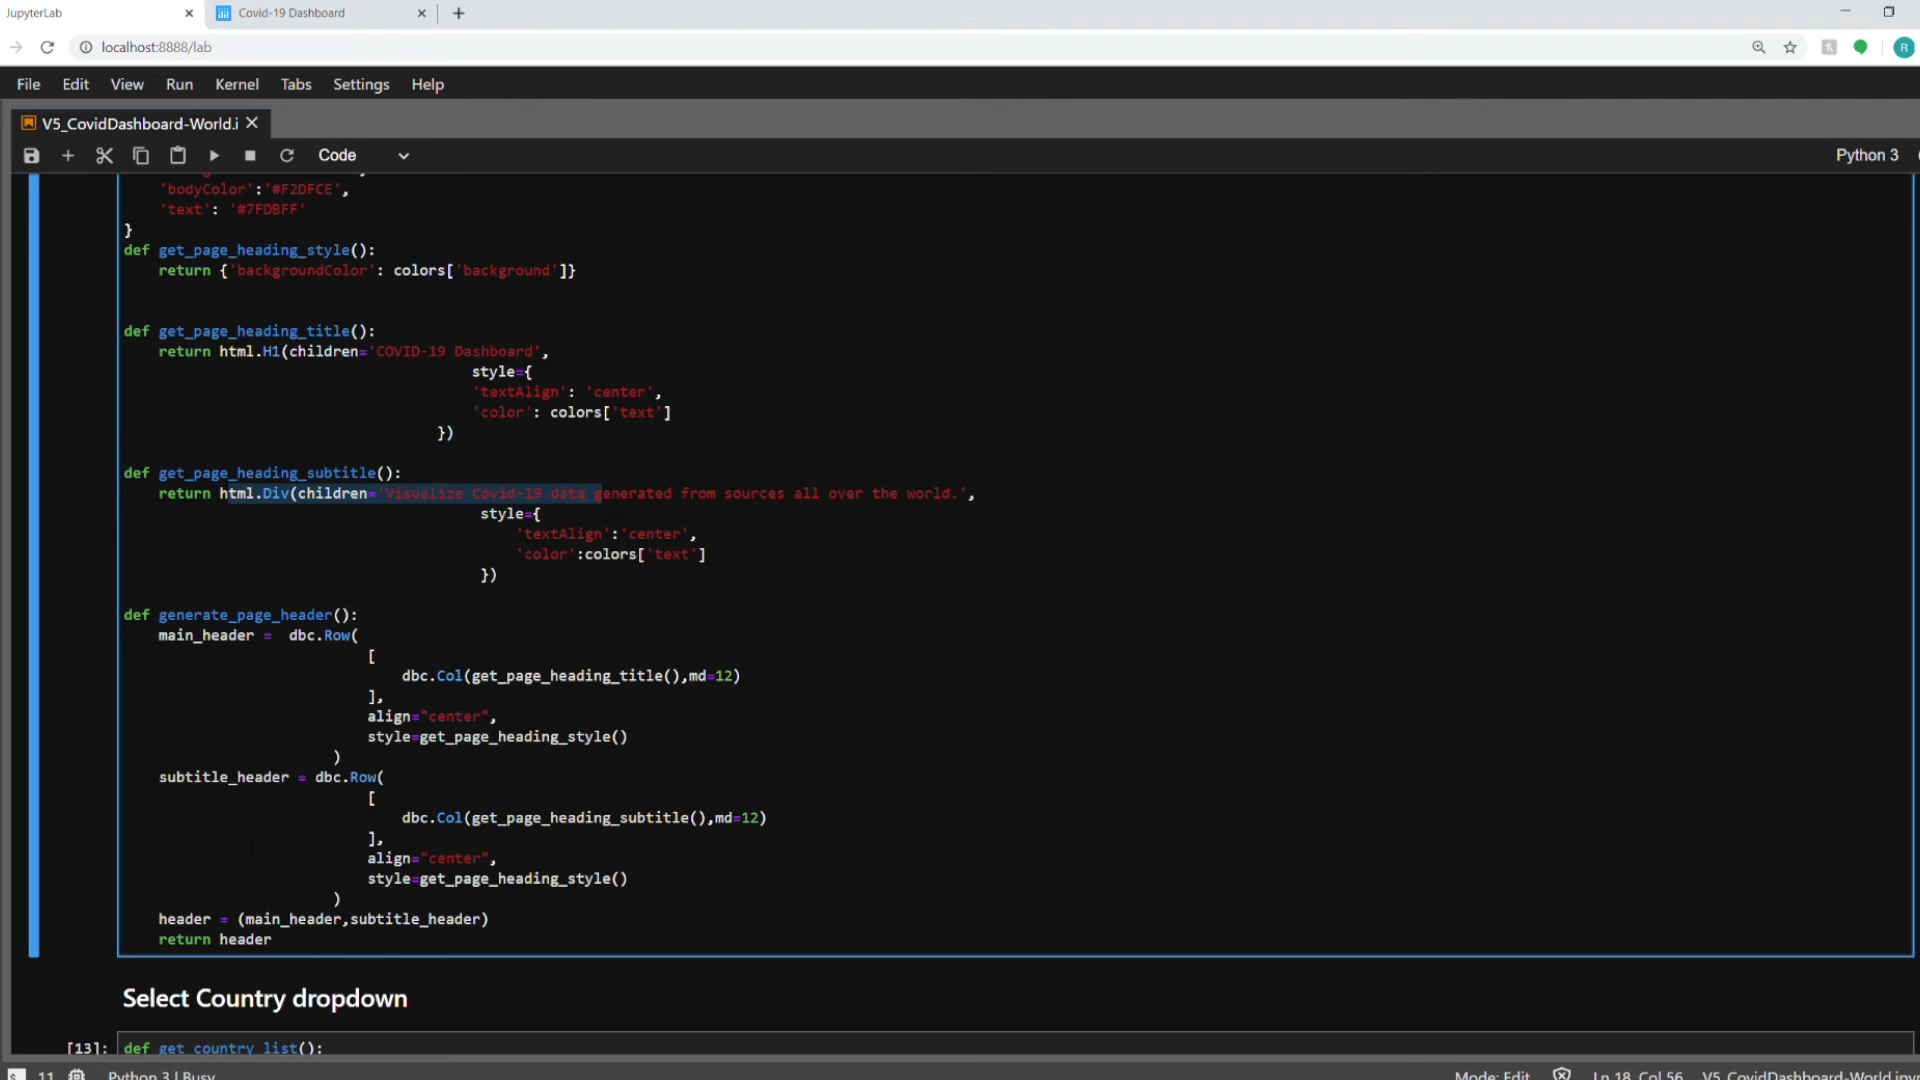 JupyterLab
Covid-19 Dashboard
localhost:8888/lab
R
File Edit View Run Kernel Tabs Settings Help
V5_CovidDashboard-World.i
Code
Python 3
'bodyColor':'#F2DFCE',
'text': '#7FDBFF'
}
def get_page_heading_style():
return {'backgroundColor': colors['background']}
def get_page_heading_title():
return html.H1(children='COVID-19 Dashboard',
style={
'textAlign': 'center',
'color': colors['text']
})
def get_page_heading_subtitle():
return html.Div(children='Visualize Covid-19 data generated from sources all over the world.',
style={
'textAlign':'center',
'color':colors['text']
})
def generate_page_header():
main_header =  dbc.Row(
[
dbc.Col(get_page_heading_title(),md=12)
],
align="center",
style=get_page_heading_style()
)
subtitle_header = dbc.Row(
[
dbc.Col(get_page_heading_subtitle(),md=12)
],
align="center",
style=get_page_heading_style()
)
header = (main_header,subtitle_header)
return header
Select Country dropdown
[13]: def get_country_list():
11 Python 3 | Busy
Mode: Edit Ln 18, Col 56 V5_CovidDashboard-World.ipy